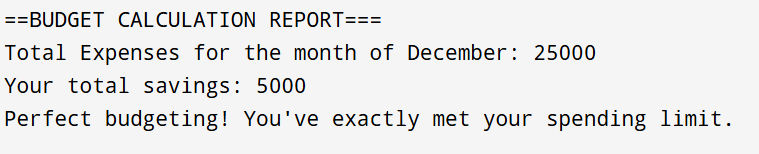 ==BUDGET CALCULATION REPORT===
Total Expenses for the month of December: 25000
Your total savings: 5000
Perfect budgeting! You've exactly met your spending limit.